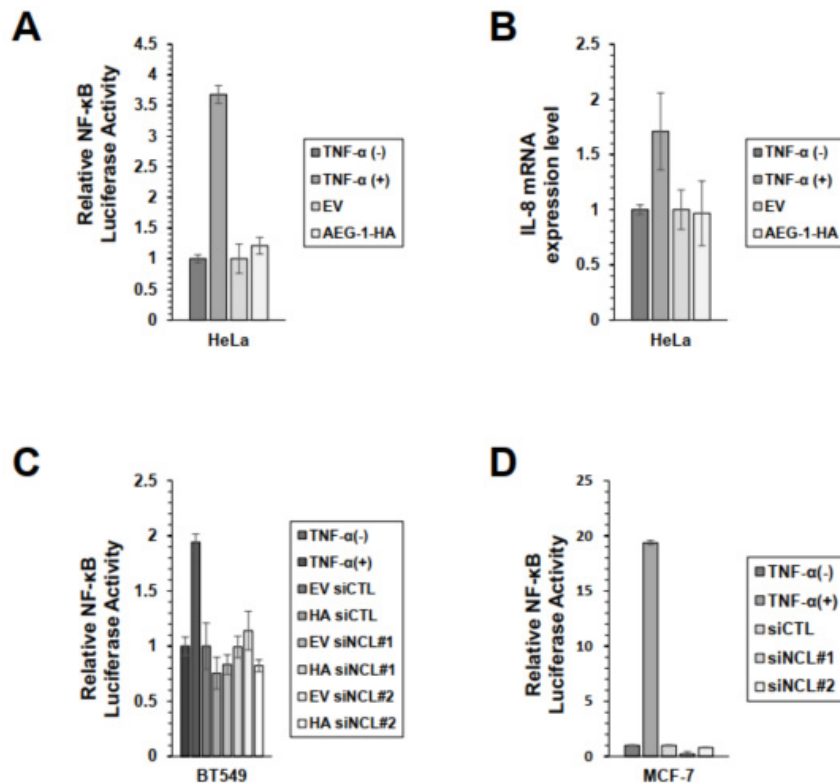 A
Relative NF-κB
Luciferase Activity
4.5
4
3.5
3
2.5
2
1.5
1
0.5
0
HeLa
TNF-α (-)
TNF-α (+)
EV
AEG-1-HA
B
IL-8 mRNA
expression level
2.5
2
1.5
1
0.5
0
HeLa
TNF-α (-)
TNF-α (+)
EV
AEG-1-HA
C
Relative NF-κB
Luciferase Activity
2.5
2
1.5
1
0.5
0
BT549
TNF-α(-)
TNF-α(+)
EV siCTL
HA siCTL
EV siNCL#1
HA siNCL#1
EV siNCL#2
HA siNCL#2
D
Relative NF-κB
Luciferase Activity
25
20
15
10
5
0
MCF-7
TNF-α(-)
TNF-α(+)
siCTL
siNCL#1
siNCL#2